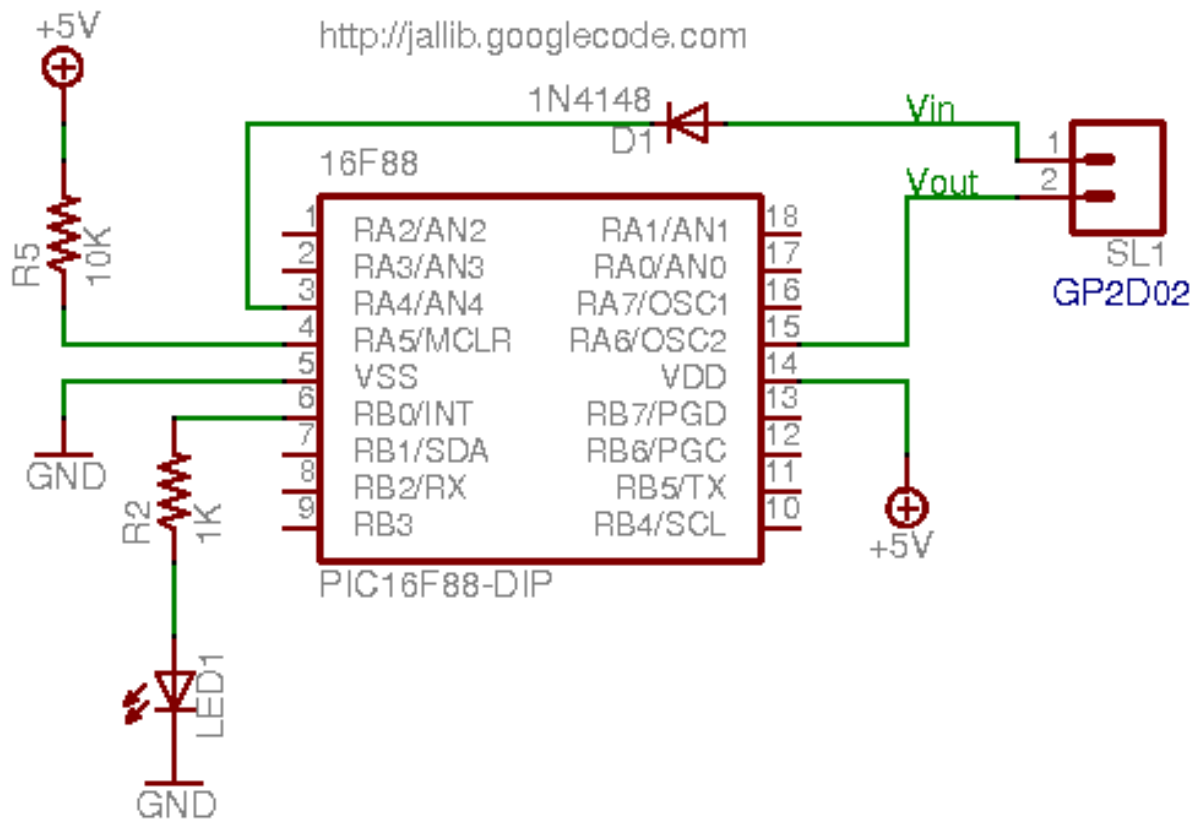 +5V
http://jallib.googlecode.com
1N4148
D1
Vin
16F88
1
Vout
2
SL1
GP2D02
R5
10K
1 RA2/AN2 RA1/AN1 18
2 RA3/AN3 RA0/AN0 17
3 RA4/AN4 RA7/OSC1 16
4 RA5/MCLR RA6/OSC2 15
5 VSS VDD 14
6 RB0/INT RB7/PGD 13
7 RB1/SDA RB6/PGC 12
8 RB2/RX RB5/TX 11
9 RB3 RB4/SCL 10
GND
R2
1K
+5V
PIC16F88-DIP
LED1
GND